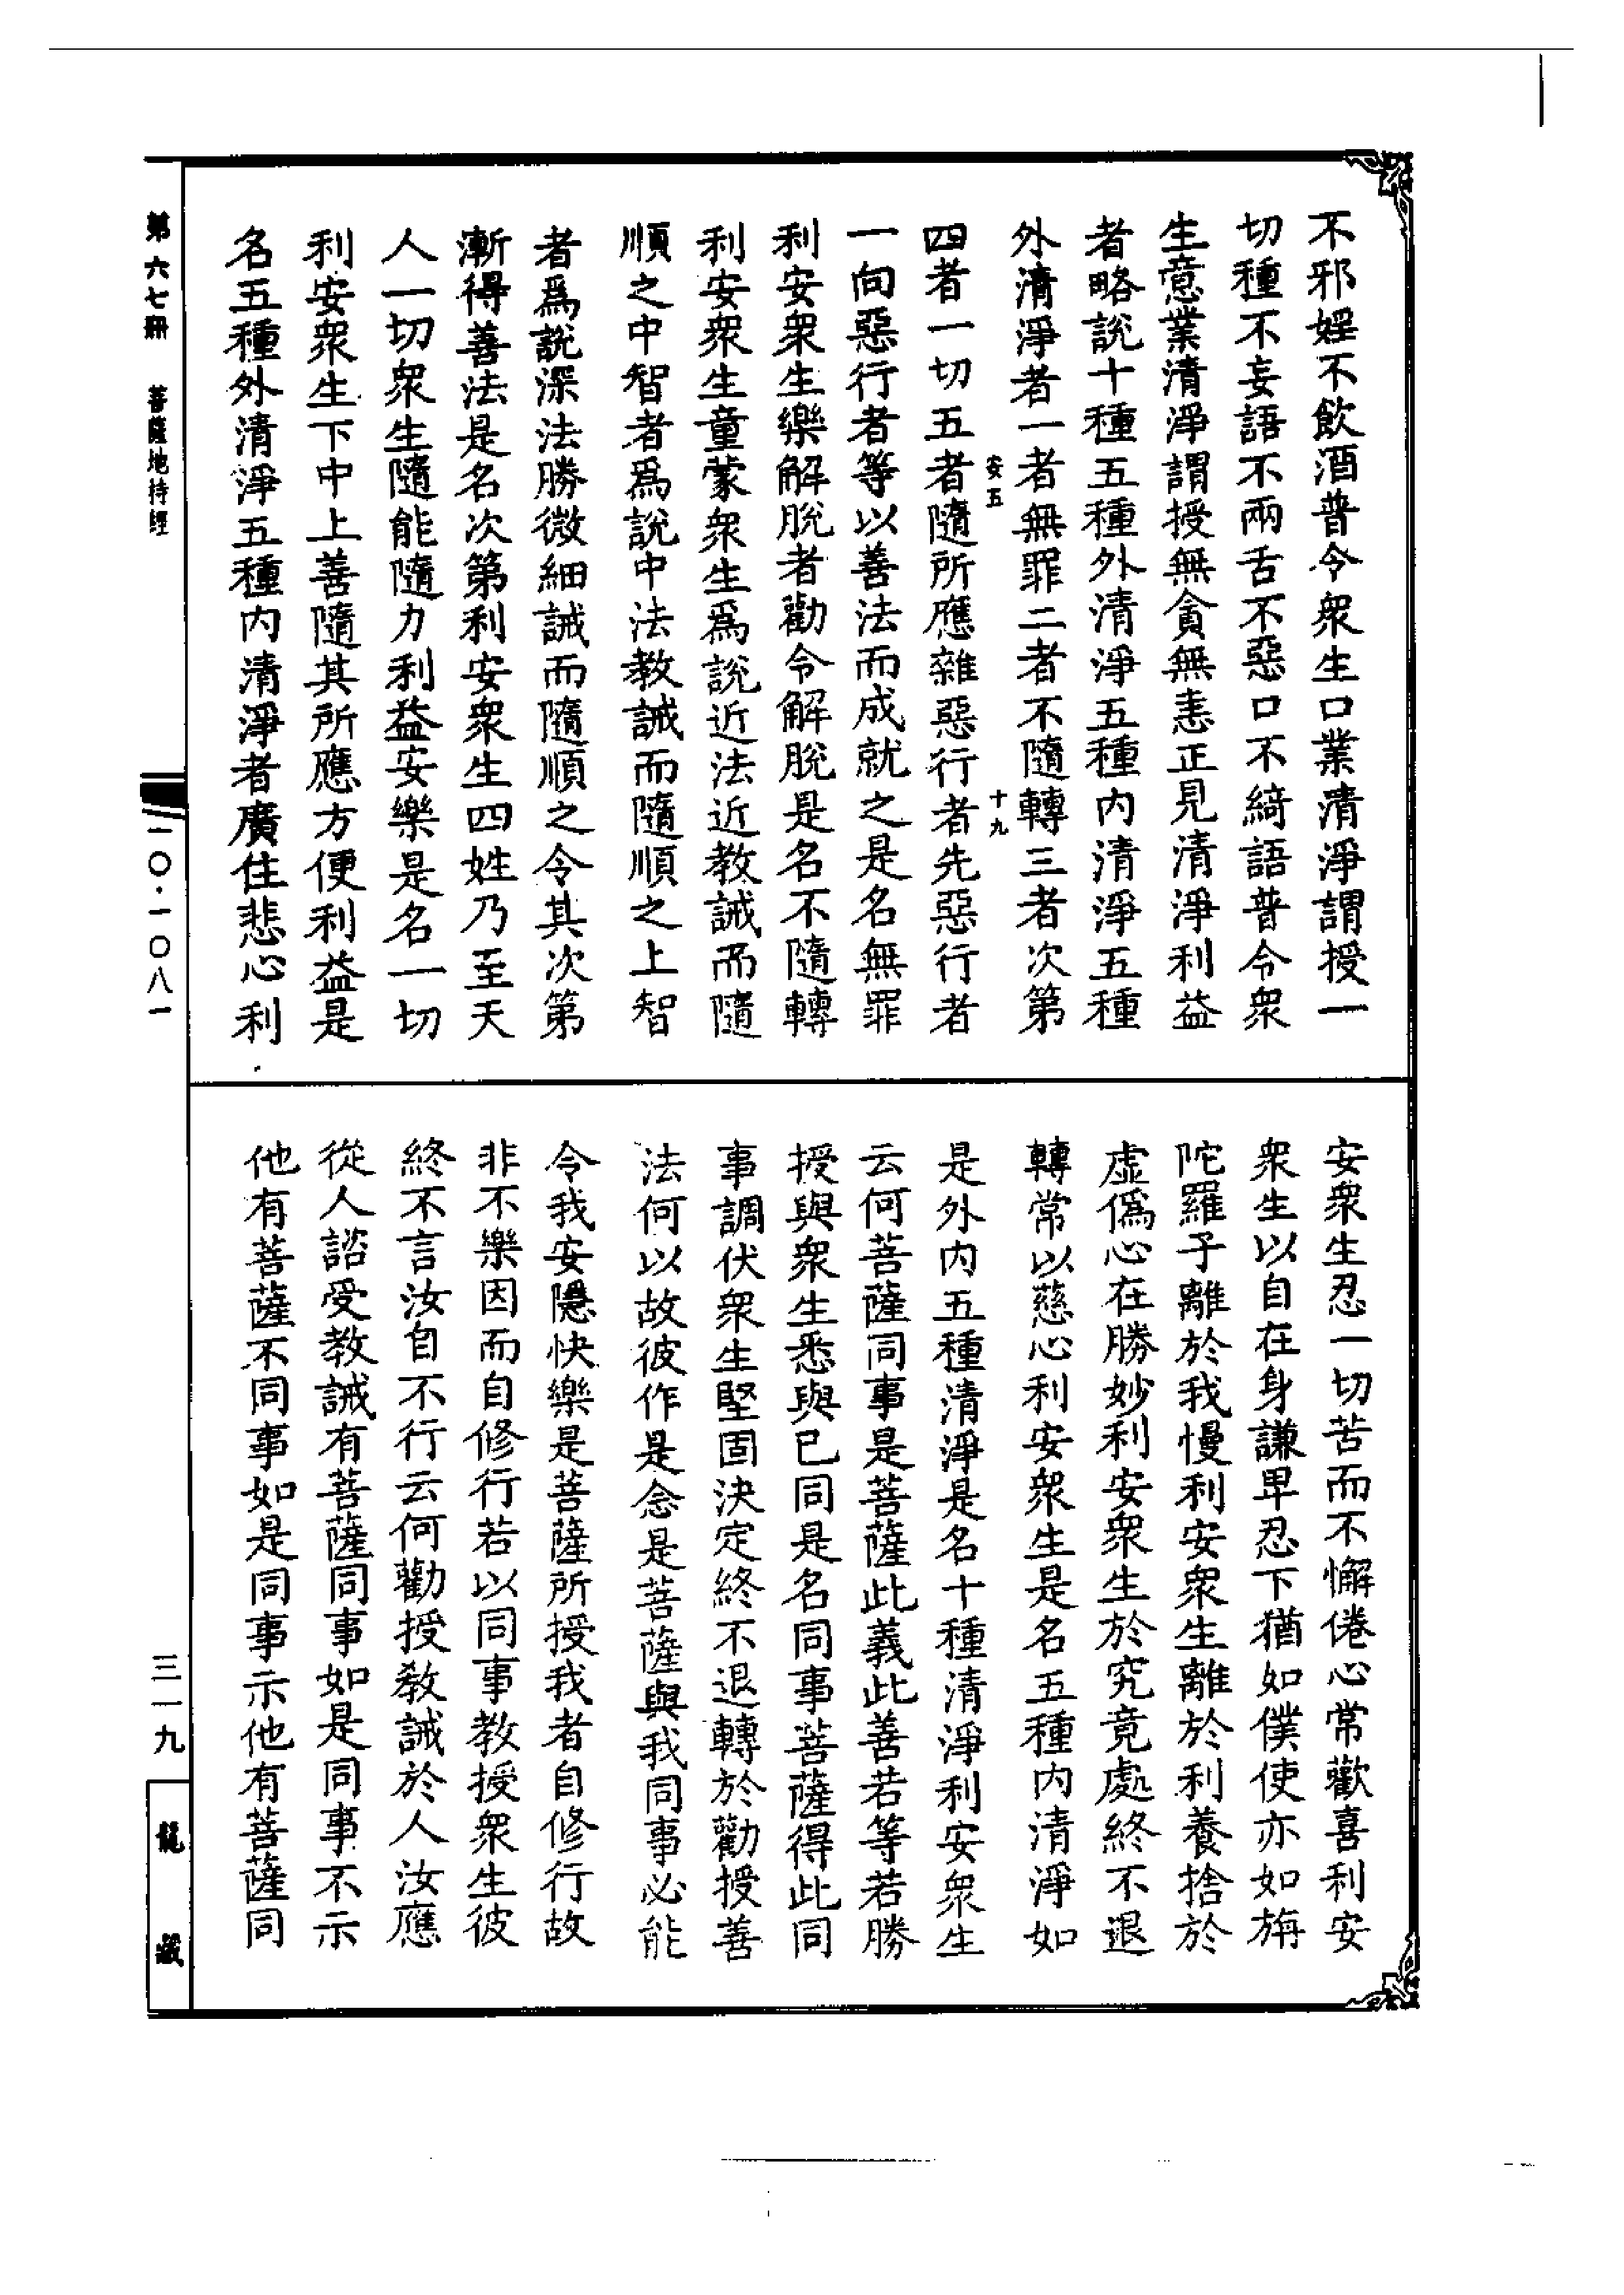 不邪婬不飲酒普令衆生口業清淨謂授一
切種不妄語不兩舌不惡口不綺語普令衆
生意業清淨謂授無貪無恚正見清淨利益
者略說十種五種外清淨五種內清淨五種
外清淨者一者無罪二者不隨轉三者次第
安五 十九
四者一切五者隨所應雜惡行者先惡行者
一向惡行者等以善法而成就之是名無罪
利安衆生樂解脫者勸令解脫是名不隨轉
利安衆生童蒙衆生爲說近法近教誡而隨
順之中智者爲說中法教誡而隨順之上智
者爲說深法勝微細誡而隨順之令其次第
漸得善法是名次第利安衆生四姓乃至天
人一切衆生隨能隨力利益安樂是名一切
利安衆生下中上善隨其所應方便利益是
名五種外清淨五種內清淨者廣住悲心利
安衆生忍一切苦而不懈倦心常歡喜利安
衆生以自在身謙卑忍下猶如僕使亦如旃
陀羅子離於我慢利安衆生離於利養捨於
虛僞心在勝妙利安衆生於究竟處終不退
轉常以慈心利安衆生是名五種內清淨如
是外內五種清淨是名十種清淨利安衆生
云何菩薩同事是菩薩此義此善若等若勝
授與衆生悉與已同是名同事菩薩得此同
事調伏衆生堅固決定終不退轉於勸授善
法何以故彼作是念是菩薩與我同事必能
令我安隱快樂是菩薩所授我者自修行故
非不樂因而自修行若以同事教授衆生彼
終不言汝自不行云何勸授教誡於人汝應
從人諮受教誡有菩薩同事如是同事不示
他有菩薩不同事如是同事示他有菩薩同
第六七冊 菩薩地持經
一〇·一〇八一
三一九
龍藏